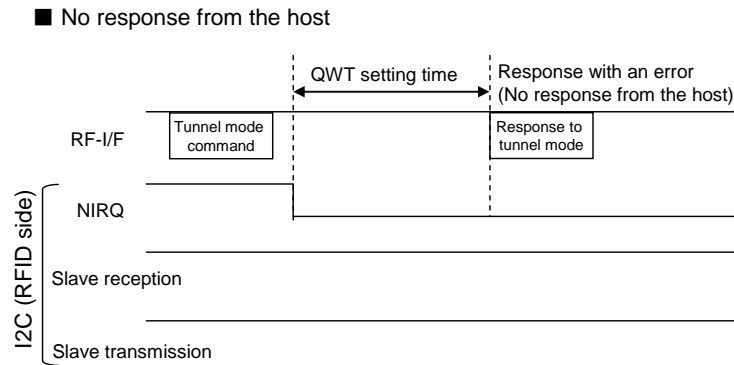 ■ No response from the host
QWT setting time
Response with an error
(No response from the host)
RF-I/F
Tunnel mode
command
Response to
tunnel mode
I2C (RFID side)
NIRQ
Slave reception
Slave transmission